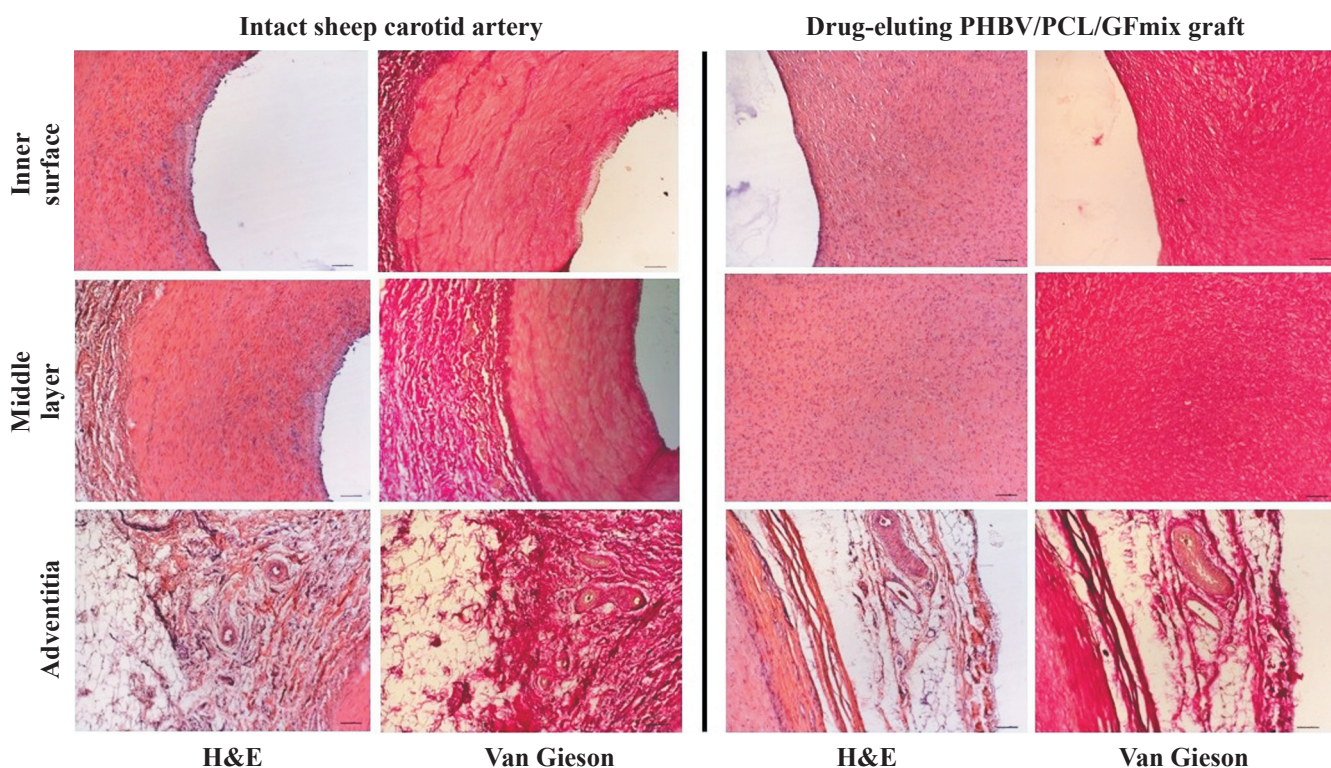 Intact sheep carotid artery
Drug-eluting PHBV/PCL/GFmix graft
Inner
surface
Middle
layer
Adventitia
H&E
Van Gieson
H&E
Van Gieson